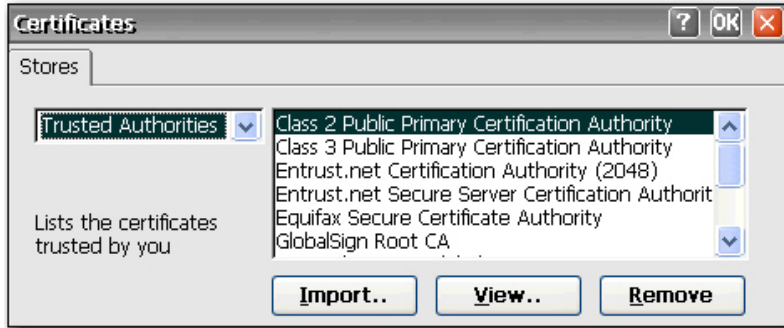 Certificates ? OK
Stores
Trusted Authorities
Class 2 Public Primary Certification Authority
Class 3 Public Primary Certification Authority
Entrust.net Certification Authority (2048)
Entrust.net Secure Server Certification Authorit
Equifax Secure Certificate Authority
GlobalSign Root CA
Lists the certificates
trusted by you
Import.. View.. Remove